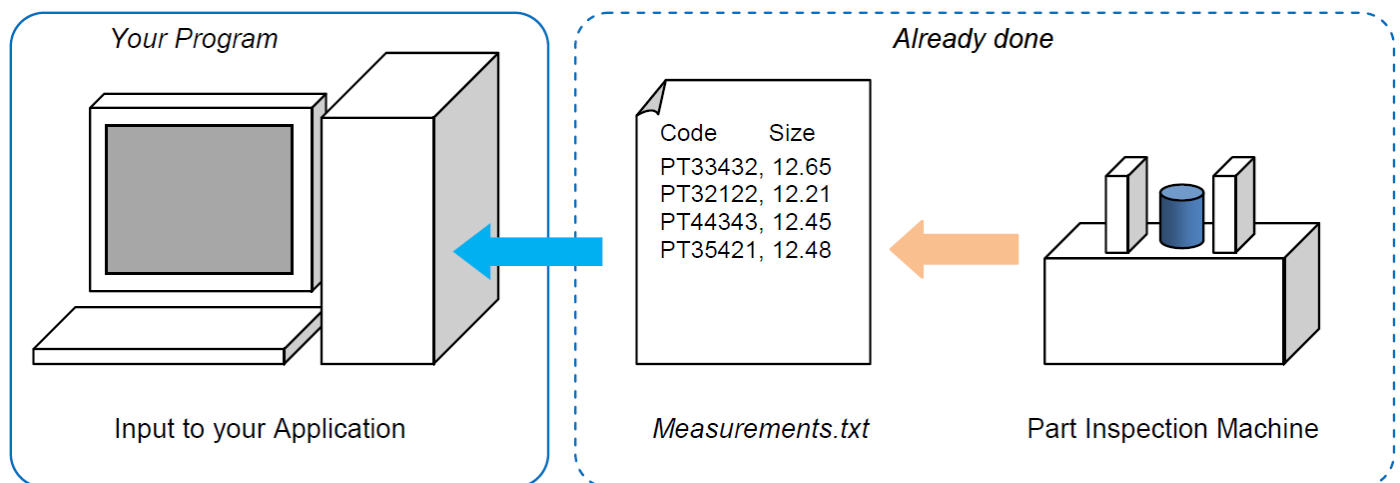 Your Program
Already done
Code Size
PT33432, 12.65
PT32122, 12.21
PT44343, 12.45
PT35421, 12.48
Input to your Application
Measurements.txt
Part Inspection Machine